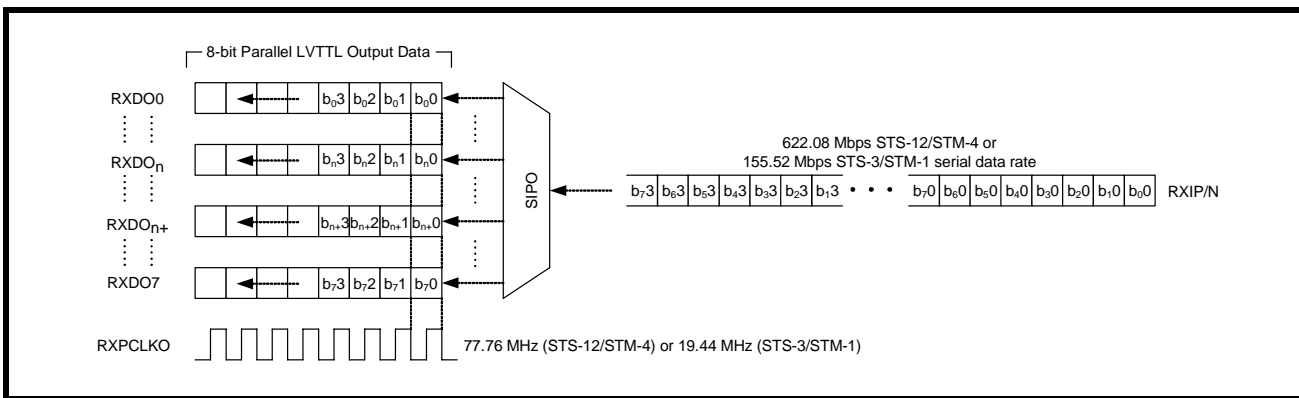 8-bit Parallel LVTTL Output Data
RXDO0
b₀3 b₀2 b₁1 b₀0
RXDOn
bₙ3 bₙ2 bₙ1 bₙ0
RXDOn+
bₙ₊3 bₙ₊2 bₙ₊1 bₙ₊0
RXDO7
b₇3 b₇2 b₇1 b₇0
RXPCLKO
77.76 MHz (STS-12/STM-4) or 19.44 MHz (STS-3/STM-1)
SIPO
622.08 Mbps STS-12/STM-4 or
155.52 Mbps STS-3/STM-1 serial data rate
b₇3 b₆3 b₅3 b₄3 b₃3 b₂3 b₁3 • • • b₇0 b₆0 b₅0 b₄0 b₃0 b₂0 b₁0 b₀0 RXIP/N